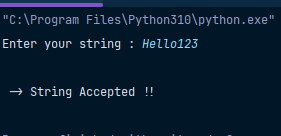 "C:\Program Files\Python310\python.exe"
Enter your string : Hello123
-> String Accepted !!